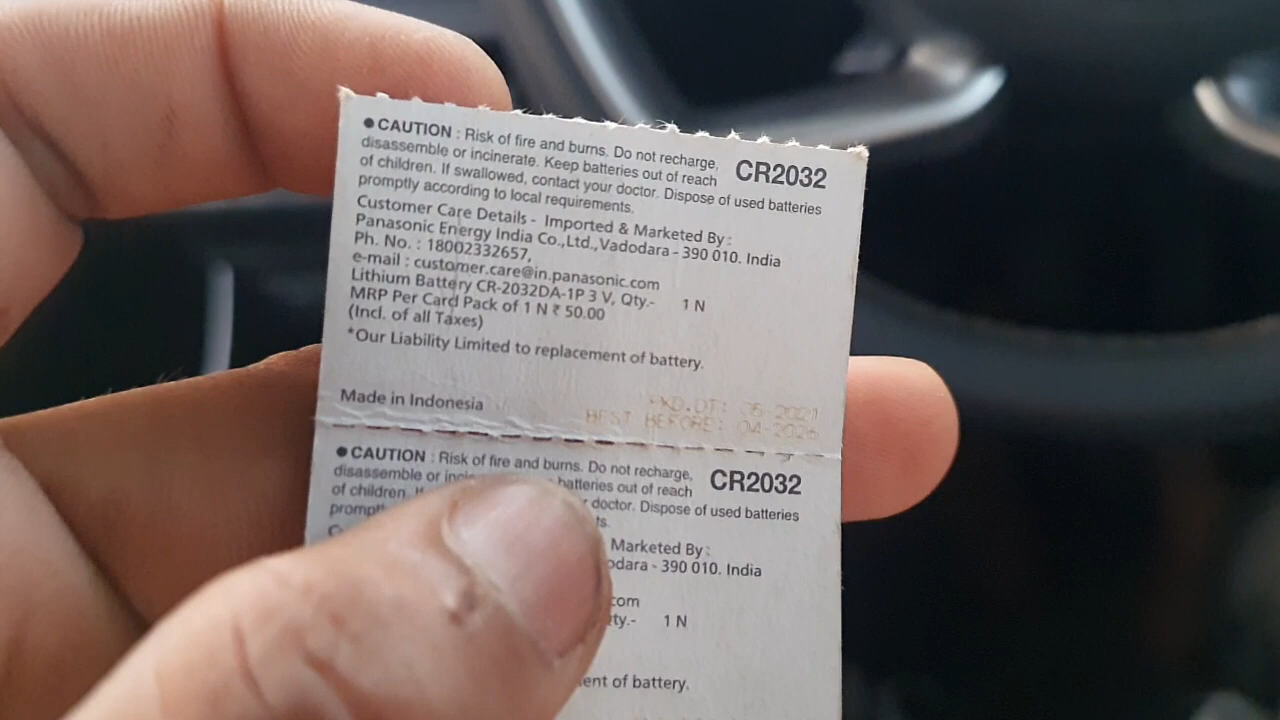 ●CAUTION : Risk of fire and burns. Do not recharge,
disassemble or incinerate. Keep batteries out of reach
CR2032
of children. If swallowed, contact your doctor. Dispose of used batteries
promptly according to local requirements.
Customer Care Details - Imported & Marketed By :
Panasonic Energy India Co.,Ltd.,Vadodara - 390 010. India
Ph. No. : 18002332657,
e-mail : customer.care@in.panasonic.com
Lithium Battery CR-2032DA-1P 3 V, Qty.- 1 N
MRP Per Card Pack of 1 N ₹ 50.00
(Incl. of all Taxes)
*Our Liability Limited to replacement of battery.
Made in Indonesia
PKD.DT: 05-2021
BEST BEFORE: 04-2026
●CAUTION : Risk of fire and burns. Do not recharge,
disassemble or batteries out of reach
CR2032
of children. doctor. Dispose of used batteries
Marketed By :
390 010. India
1 N
of battery.